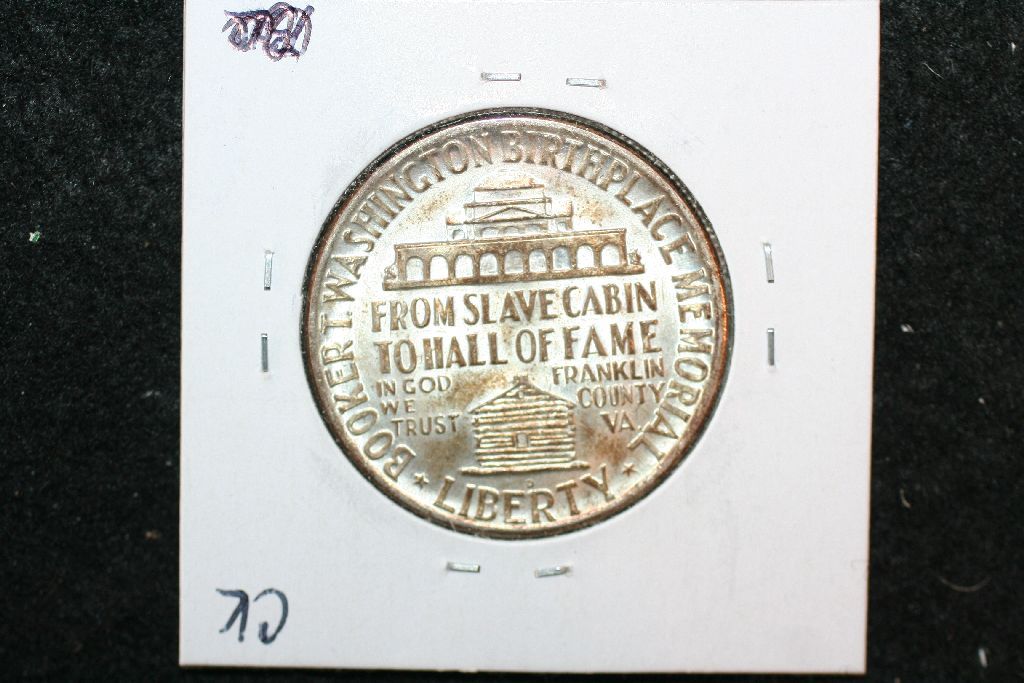 BOOKER T. WASHINGTON BIRTHPLACE MEMORIAL
FROM SLAVE CABIN
TO HALL OF FAME
IN GOD
WE
TRUST
FRANKLIN
COUNTY
VA.
D
LIBERTY